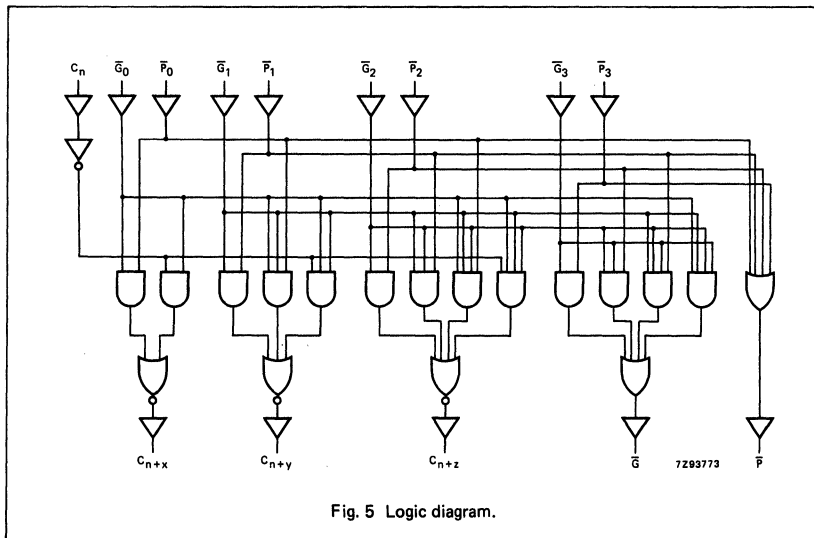 Cn G̅0 P̅0 G̅1 P̅1 G̅2 P̅2 G̅3 P̅3
Cn+x Cn+y Cn+z G̅ 7Z93773 P̅
Fig. 5 Logic diagram.